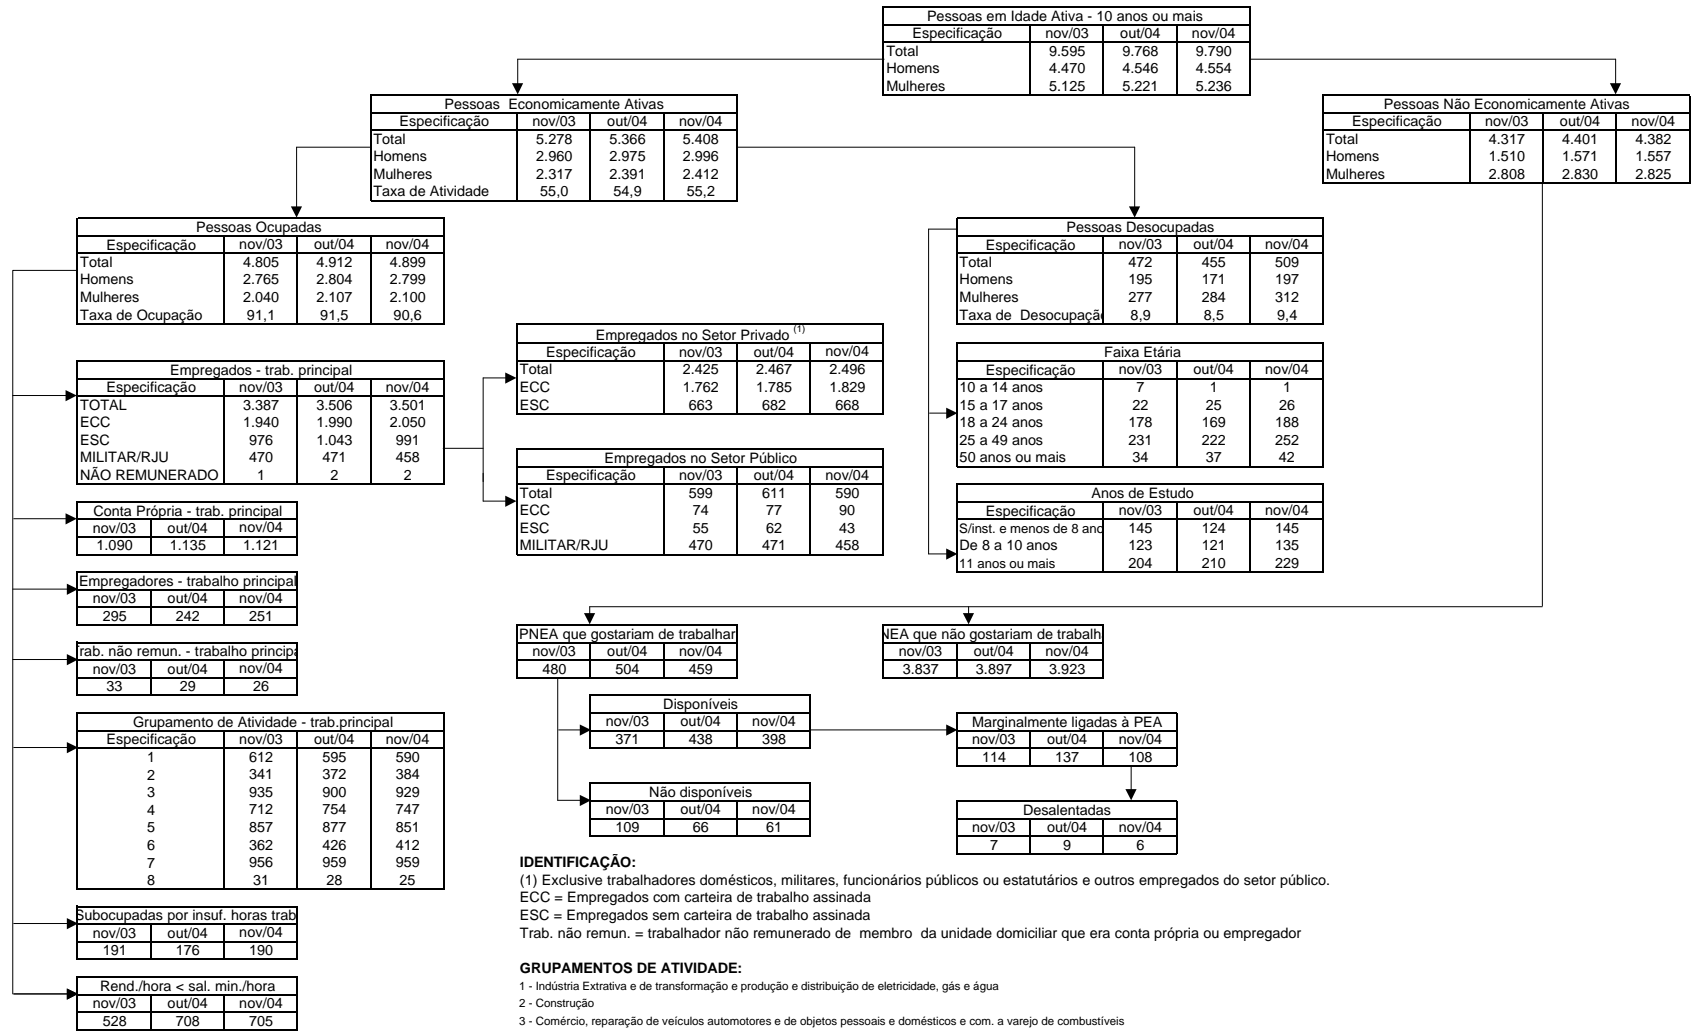 Pessoas em Idade Ativa - 10 anos ou mais
Especificação nov/03 out/04 nov/04
Total 9.595 9.768 9.790
Homens 4.470 4.546 4.554
Mulheres 5.125 5.221 5.236
Pessoas Economicamente Ativas
Especificação nov/03 out/04 nov/04
Total 5.278 5.366 5.408
Homens 2.960 2.975 2.996
Mulheres 2.317 2.391 2.412
Taxa de Atividade 55,0 54,9 55,2
Pessoas Não Economicamente Ativas
Especificação nov/03 out/04 nov/04
Total 4.317 4.401 4.382
Homens 1.510 1.571 1.557
Mulheres 2.808 2.830 2.825
Pessoas Ocupadas
Especificação nov/03 out/04 nov/04
Total 4.805 4.912 4.899
Homens 2.765 2.804 2.799
Mulheres 2.040 2.107 2.100
Taxa de Ocupação 91,1 91,5 90,6
Pessoas Desocupadas
Especificação nov/03 out/04 nov/04
Total 472 455 509
Homens 195 171 197
Mulheres 277 284 312
Taxa de Desocupação 8,9 8,5 9,4
Empregados - trab. principal
Especificação nov/03 out/04 nov/04
TOTAL 3.387 3.506 3.501
ECC 1.940 1.990 2.050
ESC 976 1.043 991
MILITAR/RJU 470 471 458
NÃO REMUNERADO 1 2 2
Empregados no Setor Privado (1)
Especificação nov/03 out/04 nov/04
Total 2.425 2.467 2.496
ECC 1.762 1.785 1.829
ESC 663 682 668
Empregados no Setor Público
Especificação nov/03 out/04 nov/04
Total 599 611 590
ECC 74 77 90
ESC 55 62 43
MILITAR/RJU 470 471 458
Faixa Etária
Especificação nov/03 out/04 nov/04
10 a 14 anos 7 1 1
15 a 17 anos 22 25 26
18 a 24 anos 178 169 188
25 a 49 anos 231 222 252
50 anos ou mais 34 37 42
Anos de Estudo
Especificação nov/03 out/04 nov/04
S/inst. e menos de 8 ano 145 124 145
De 8 a 10 anos 123 121 135
11 anos ou mais 204 210 229
Conta Própria - trab. principal
nov/03 out/04 nov/04
1.090 1.135 1.121
Empregadores - trabalho principal
nov/03 out/04 nov/04
295 242 251
rab. não remun. - trabalho principa
nov/03 out/04 nov/04
33 29 26
Grupamento de Atividade - trab.principal
Especificação nov/03 out/04 nov/04
1 612 595 590
2 341 372 384
3 935 900 929
4 712 754 747
5 857 877 851
6 362 426 412
7 956 959 959
8 31 28 25
Subocupadas por insuf. horas trab
nov/03 out/04 nov/04
191 176 190
Rend./hora < sal. min./hora
nov/03 out/04 nov/04
528 708 705
PNEA que gostariam de trabalhar
nov/03 out/04 nov/04
480 504 459
NEA que não gostariam de trabalh
nov/03 out/04 nov/04
3.837 3.897 3.923
Disponíveis
nov/03 out/04 nov/04
371 438 398
Marginalmente ligadas à PEA
nov/03 out/04 nov/04
114 137 108
Não disponíveis
nov/03 out/04 nov/04
109 66 61
Desalentadas
nov/03 out/04 nov/04
7 9 6
IDENTIFICAÇÃO:
(1) Exclusive trabalhadores domésticos, militares, funcionários públicos ou estatutários e outros empregados do setor público.
ECC = Empregados com carteira de trabalho assinada
ESC = Empregados sem carteira de trabalho assinada
Trab. não remun. = trabalhador não remunerado de membro da unidade domiciliar que era conta própria ou empregador
GRUPAMENTOS DE ATIVIDADE:
1 - Indústria Extrativa e de transformação e produção e distribuição de eletricidade, gás e água
2 - Construção
3 - Comércio, reparação de veículos automotores e de objetos pessoais e domésticos e com. a varejo de combustíveis